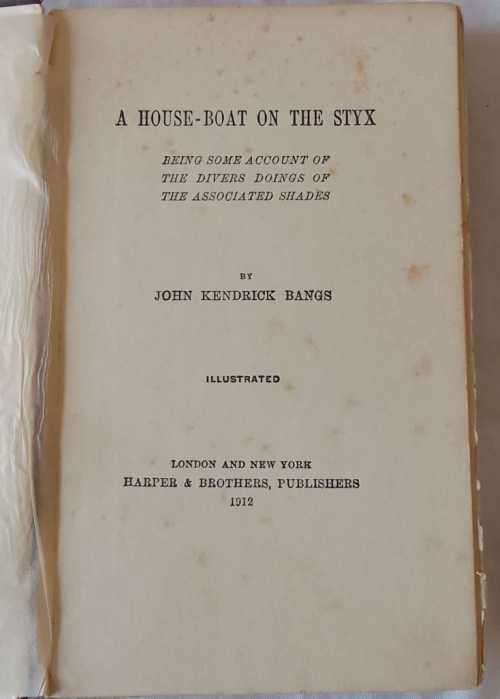 A HOUSE-BOAT ON THE STYX
BEING SOME ACCOUNT OF
THE DIVERS DOINGS OF
THE ASSOCIATED SHADES
BY
JOHN KENDRICK BANGS
ILLUSTRATED
LONDON AND NEW YORK
HARPER & BROTHERS, PUBLISHERS
1912